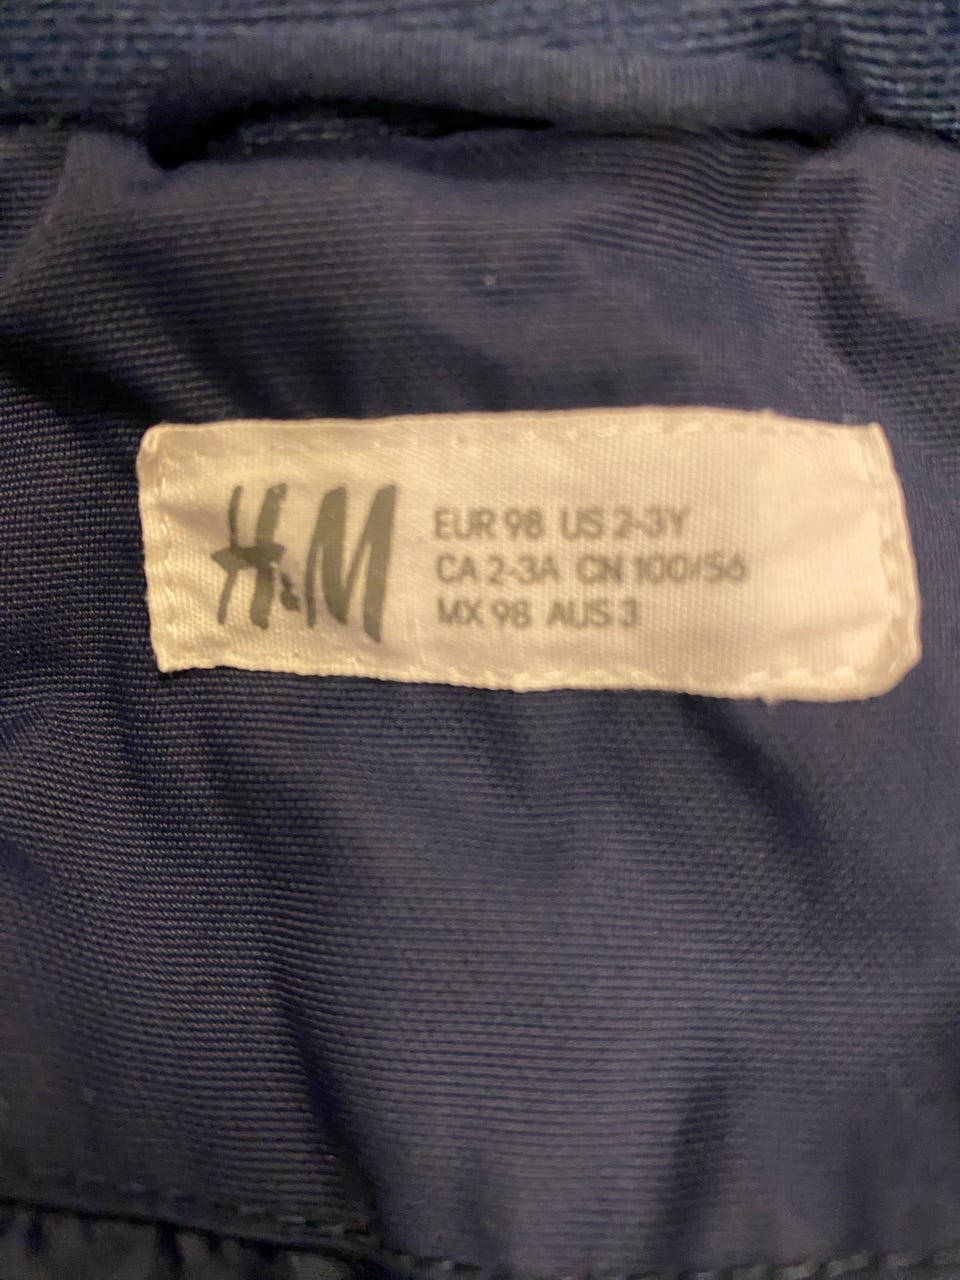 H&M
EUR 98 US 2-3Y
CA 2-3A CN 100/56
MX 98 AUS 3